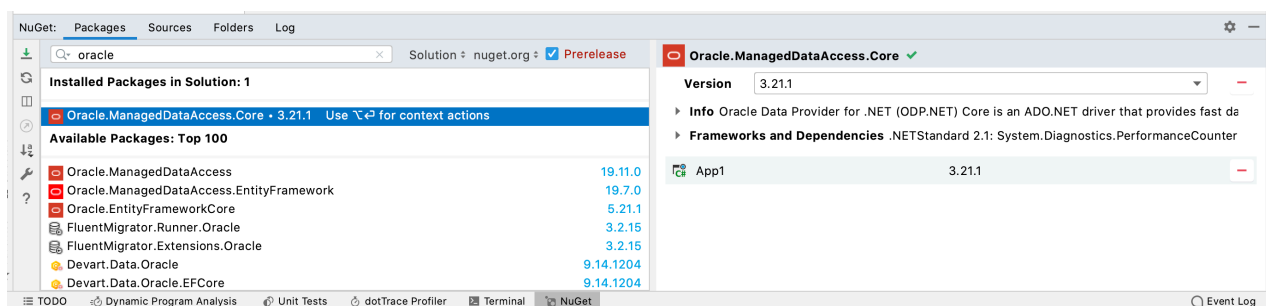 NuGet: Packages Sources Folders Log
oracle Solution nuget.org Prerelease
Installed Packages in Solution: 1
Oracle.ManagedDataAccess.Core • 3.21.1 Use ⌥⏎ for context actions
Available Packages: Top 100
Oracle.ManagedDataAccess 19.11.0
Oracle.ManagedDataAccess.EntityFramework 19.7.0
Oracle.EntityFrameworkCore 5.21.1
FluentMigrator.Runner.Oracle 3.2.15
FluentMigrator.Extensions.Oracle 3.2.15
Devart.Data.Oracle 9.14.1204
Devart.Data.Oracle.EFCore 9.14.1204
Oracle.ManagedDataAccess.Core
Version 3.21.1
Info Oracle Data Provider for .NET (ODP.NET) Core is an ADO.NET driver that provides fast da
Frameworks and Dependencies .NETStandard 2.1: System.Diagnostics.PerformanceCounter
C# App1 3.21.1
TODO Dynamic Program Analysis Unit Tests dotTrace Profiler Terminal NuGet Event Log